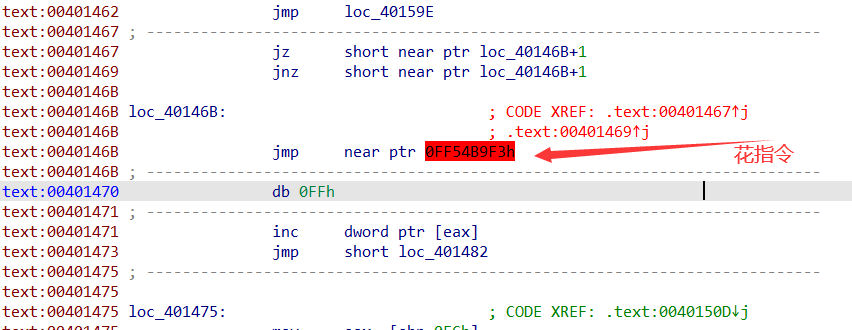 text:00401462 jmp loc_40159E
text:00401467 ; ---------------------------------------------------------------------------
text:00401467 jz short near ptr loc_40146B+1
text:00401469 jnz short near ptr loc_40146B+1
text:0040146B
text:0040146B loc_40146B: ; CODE XREF: .text:00401467↑j
text:0040146B ; .text:00401469↑j
text:0040146B jmp near ptr 0FF54B9F3h 花指令
text:0040146B ; ---------------------------------------------------------------------------
text:00401470 db 0FFh
text:00401471 ; ---------------------------------------------------------------------------
text:00401471 inc dword ptr [eax]
text:00401473 jmp short loc_401482
text:00401475 ; ---------------------------------------------------------------------------
text:00401475
text:00401475 loc_401475: ; CODE XREF: .text:0040150D↓j